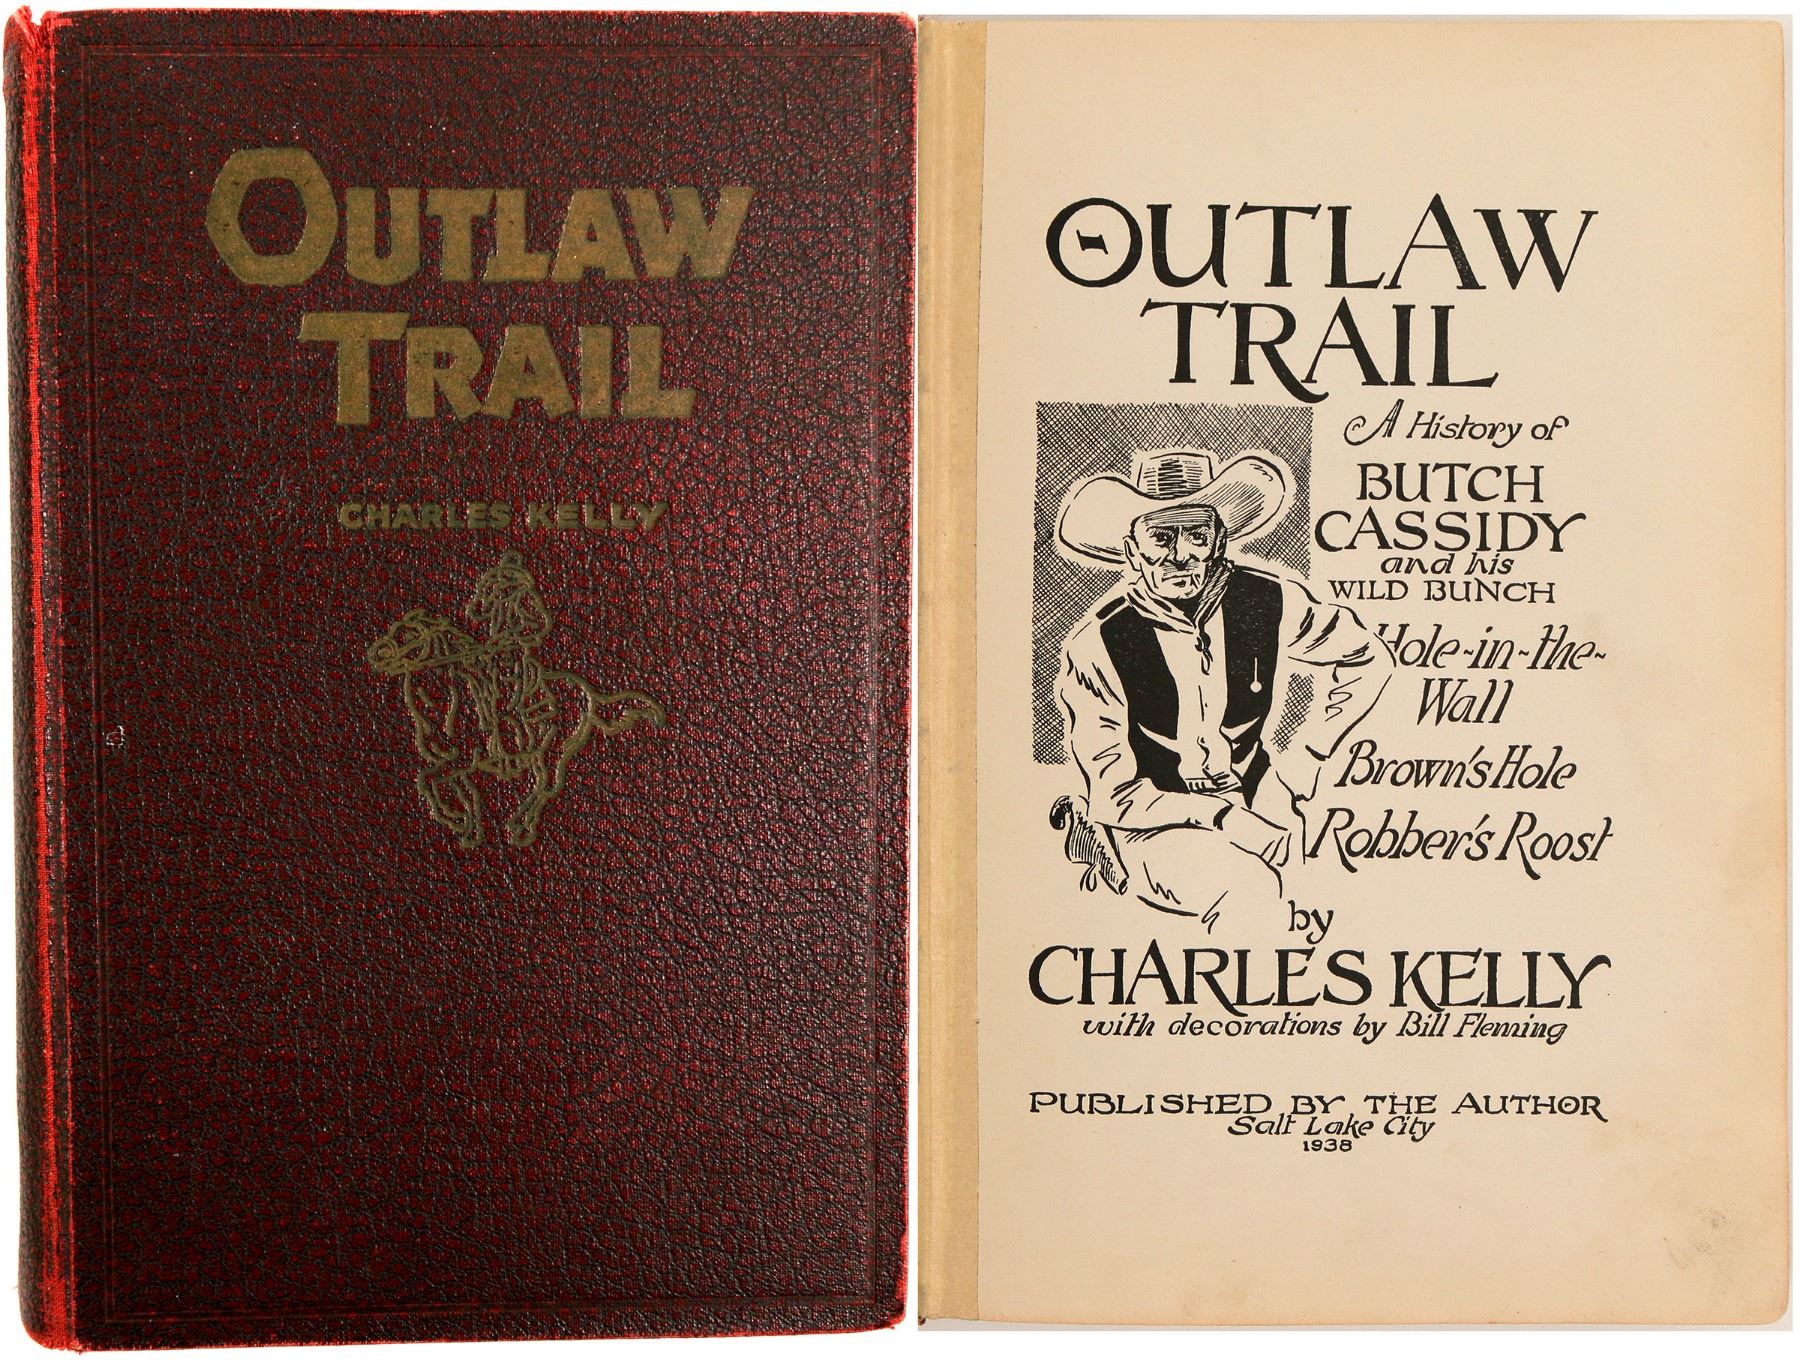 OUTLAW
TRAIL
CHARLES KELLY
OUTLAW
TRAIL
A History of
BUTCH
CASSIDY
and his
WILD BUNCH
Hole-in-the-
Wall
Brown's Hole
Robber's Roost
by
CHARLES KELLY
with decorations by Bill Fleming
PUBLISHED BY THE AUTHOR
Salt Lake City
1938